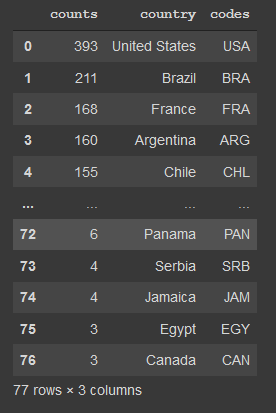 counts country codes
0 393 United States USA
1 211 Brazil BRA
2 168 France FRA
3 160 Argentina ARG
4 155 Chile CHL
... ... ... ...
72 6 Panama PAN
73 4 Serbia SRB
74 4 Jamaica JAM
75 3 Egypt EGY
76 3 Canada CAN
77 rows × 3 columns